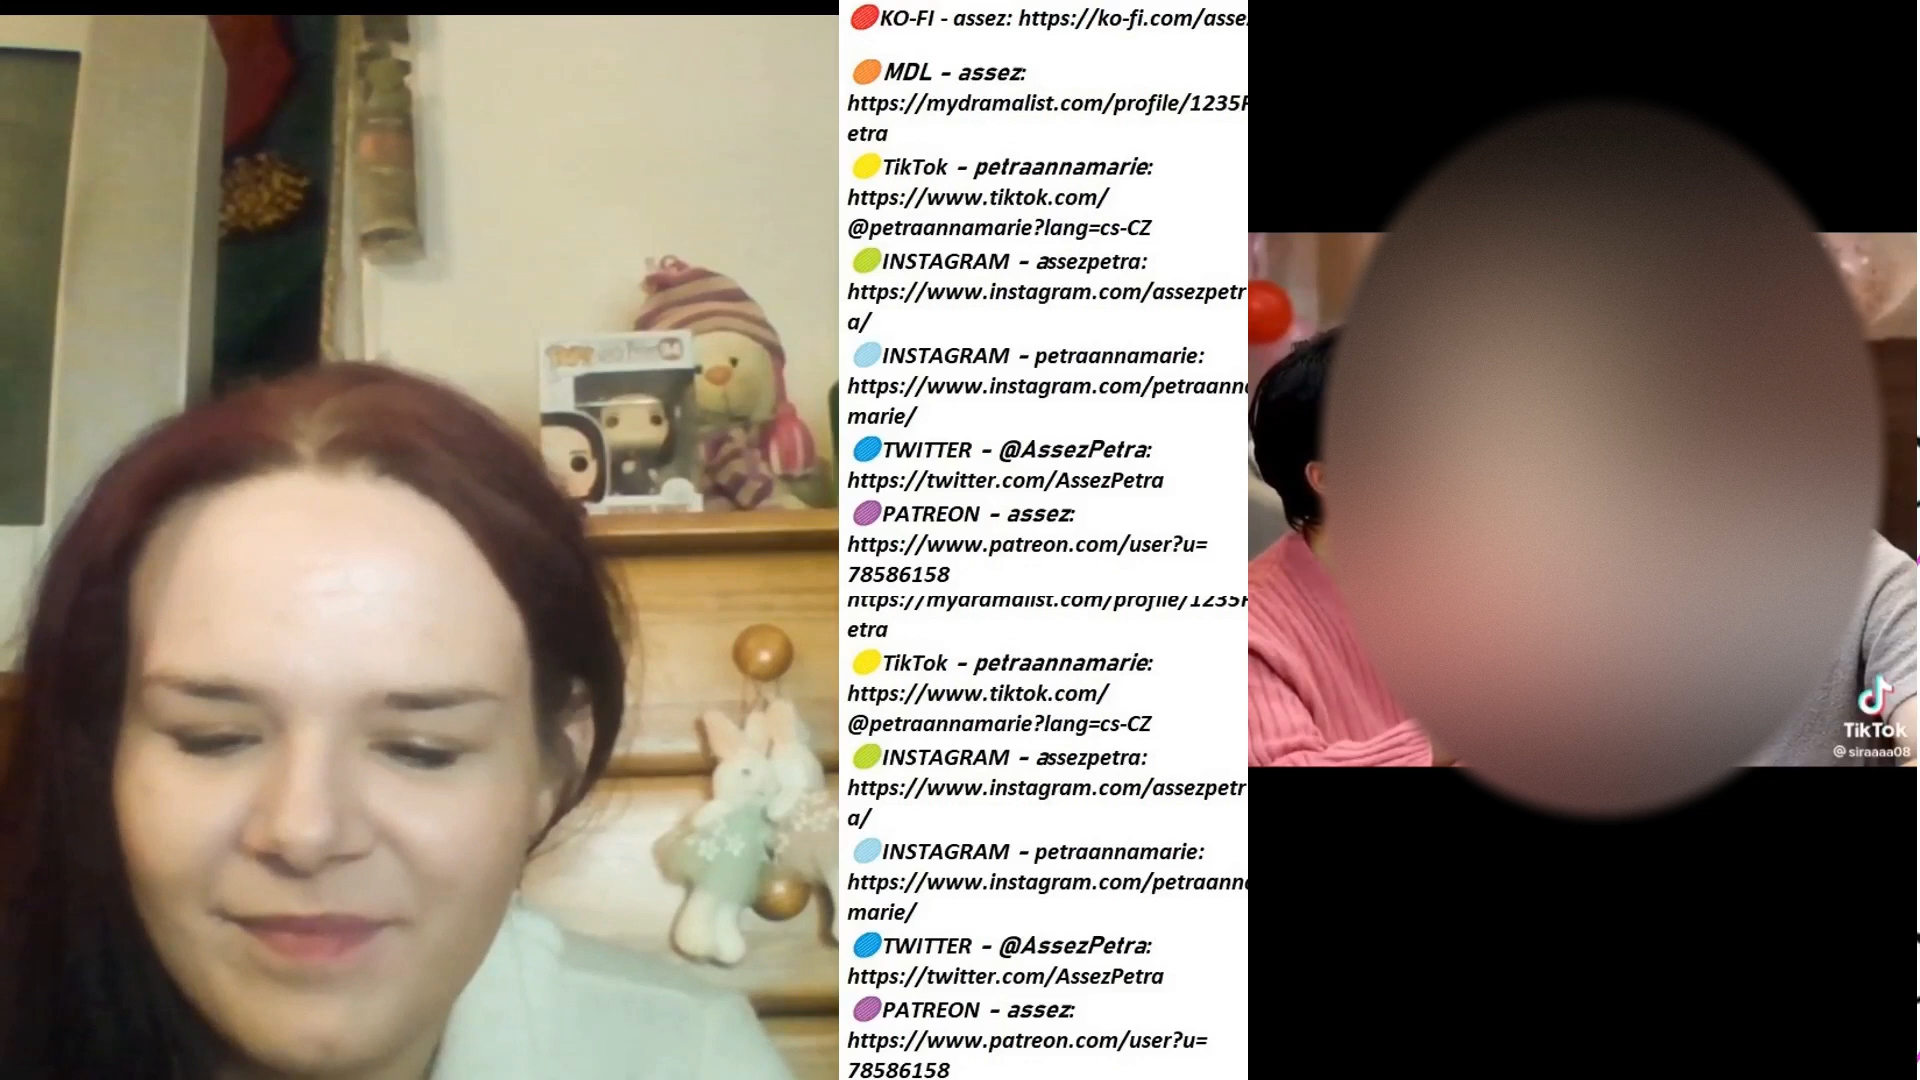 KO-FI - assez: https://ko-fi.com/asse
MDL - assez:
https://mydramalist.com/profile/1235
etra
TikTok - petraannamarie:
https://www.tiktok.com/
@petraannamarie?lang=cs-CZ
INSTAGRAM - assezpetra:
https://www.instagram.com/assezpetr
a/
INSTAGRAM - petraannamarie:
https://www.instagram.com/petraann
marie/
TWITTER - @AssezPetra:
https://twitter.com/AssezPetra
PATREON - assez:
https://www.patreon.com/user?u=
78586158
https://mydramalist.com/profile/1235
etra
TikTok - petraannamarie:
https://www.tiktok.com/
@petraannamarie?lang=cs-CZ
INSTAGRAM - assezpetra:
https://www.instagram.com/assezpetr
a/
INSTAGRAM - petraannamarie:
https://www.instagram.com/petraann
marie/
TWITTER - @AssezPetra:
https://twitter.com/AssezPetra
PATREON - assez:
https://www.patreon.com/user?u=
78586158
TikTok
@siraaaa08